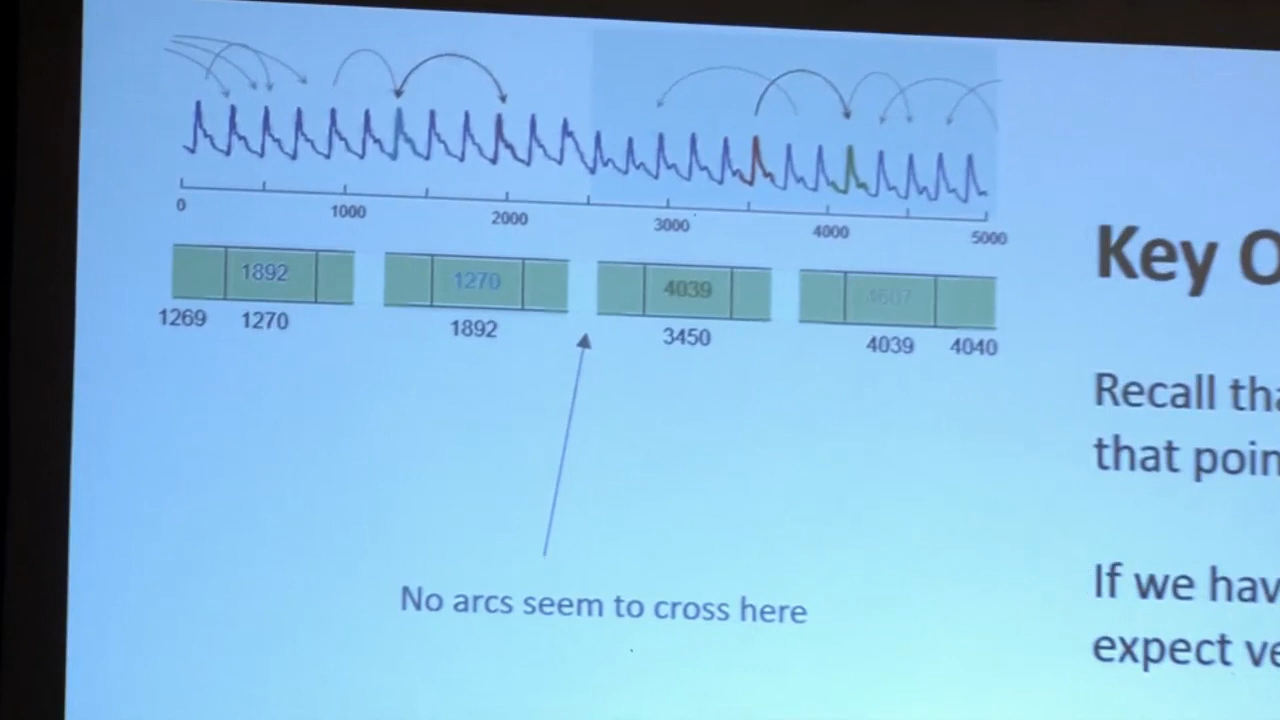 0 1000 2000 3000 4000 5000
1892 1270 4039 4607
1269 1270 1892 3450 4039 4040
No arcs seem to cross here
Key O
Recall tha
that poin
If we hav
expect ve